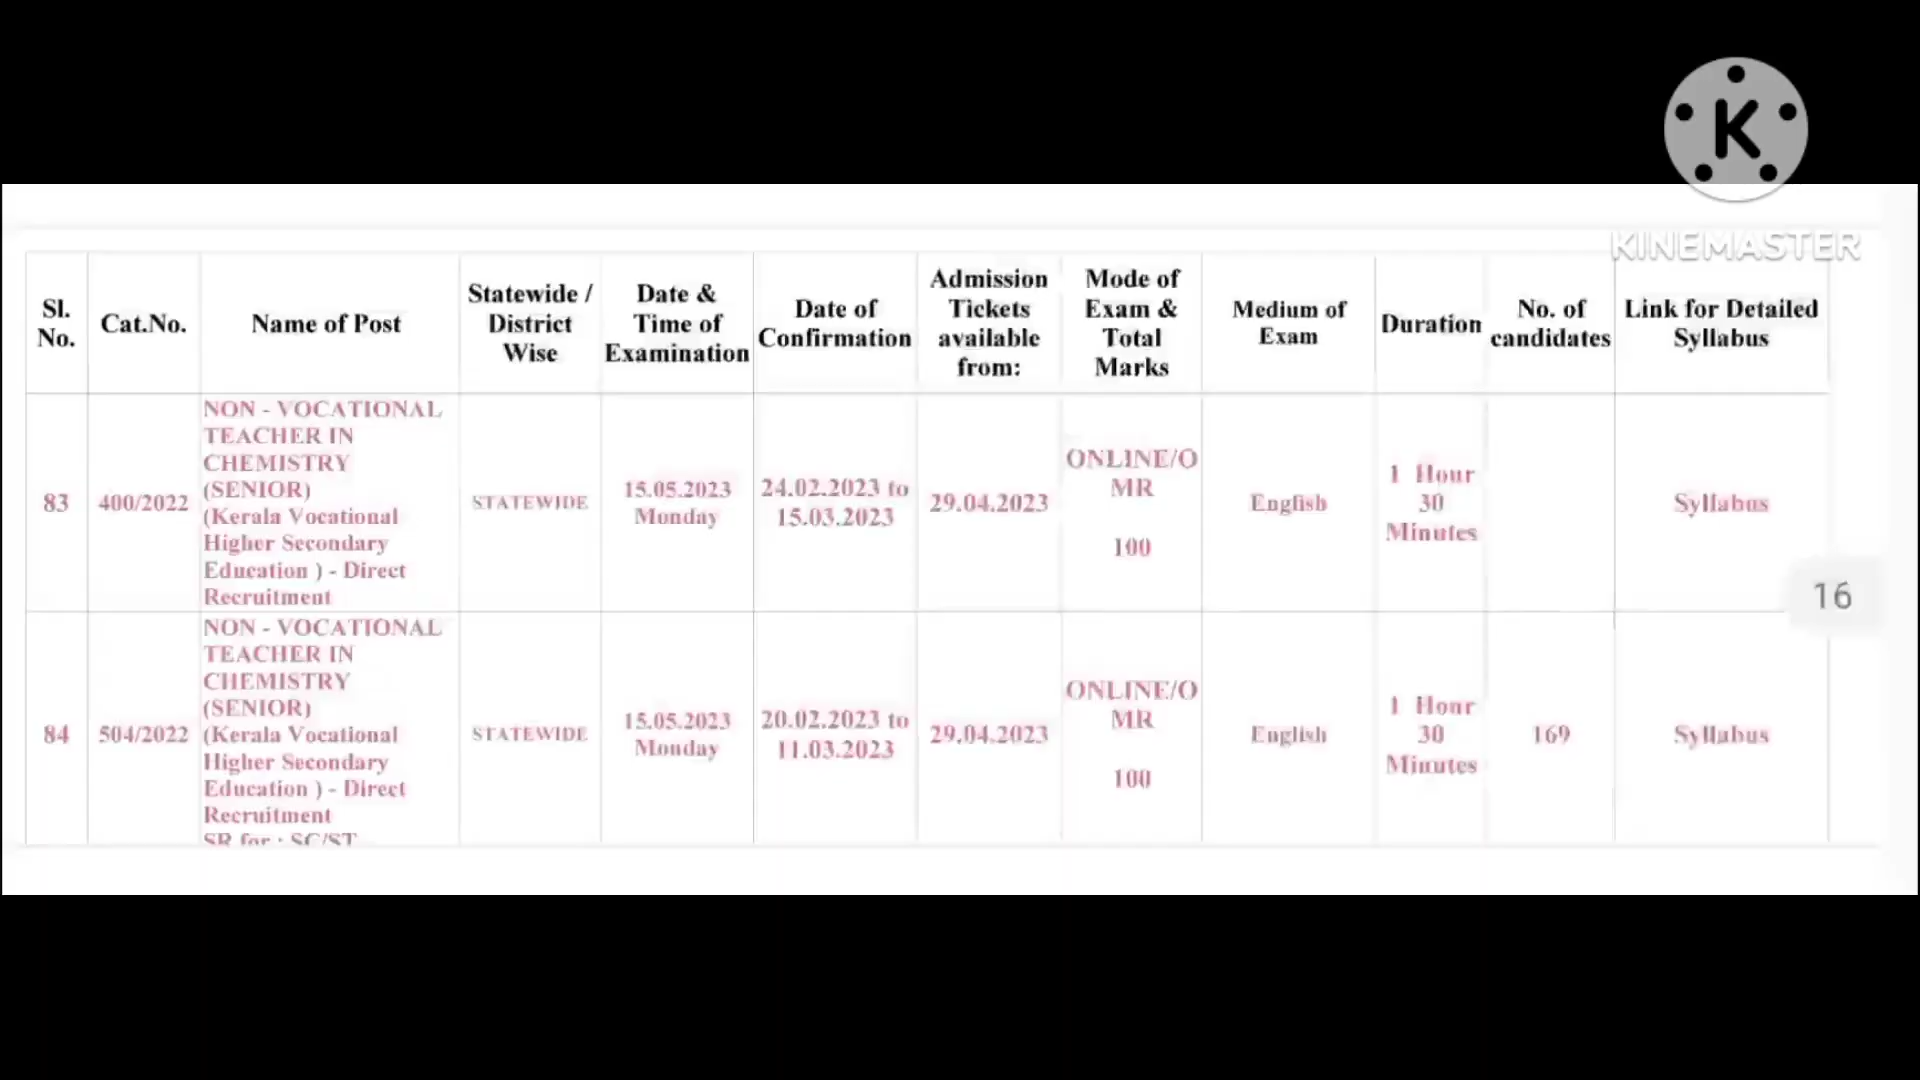 K
KINEMASTER
Sl.
No.
Cat.No.
Name of Post
Statewide /
District
Wise
Date &
Time of
Examination
Date of
Confirmation
Admission
Tickets
available
from:
Mode of
Exam &
Total
Marks
Medium of
Exam
Duration
No. of
candidates
Link for Detailed
Syllabus
83
400/2022
NON - VOCATIONAL
TEACHER IN
CHEMISTRY
(SENIOR)
(Kerala Vocational
Higher Secondary
Education ) - Direct
Recruitment
STATEWIDE
15.05.2023
Monday
24.02.2023 to
15.03.2023
29.04.2023
ONLINE/O
MR
100
English
1 Hour
30
Minutes
Syllabus
16
84
504/2022
NON - VOCATIONAL
TEACHER IN
CHEMISTRY
(SENIOR)
(Kerala Vocational
Higher Secondary
Education ) - Direct
Recruitment
SR for : SC/ST
STATEWIDE
15.05.2023
Monday
20.02.2023 to
11.03.2023
29.04.2023
ONLINE/O
MR
100
English
1 Hour
30
Minutes
169
Syllabus